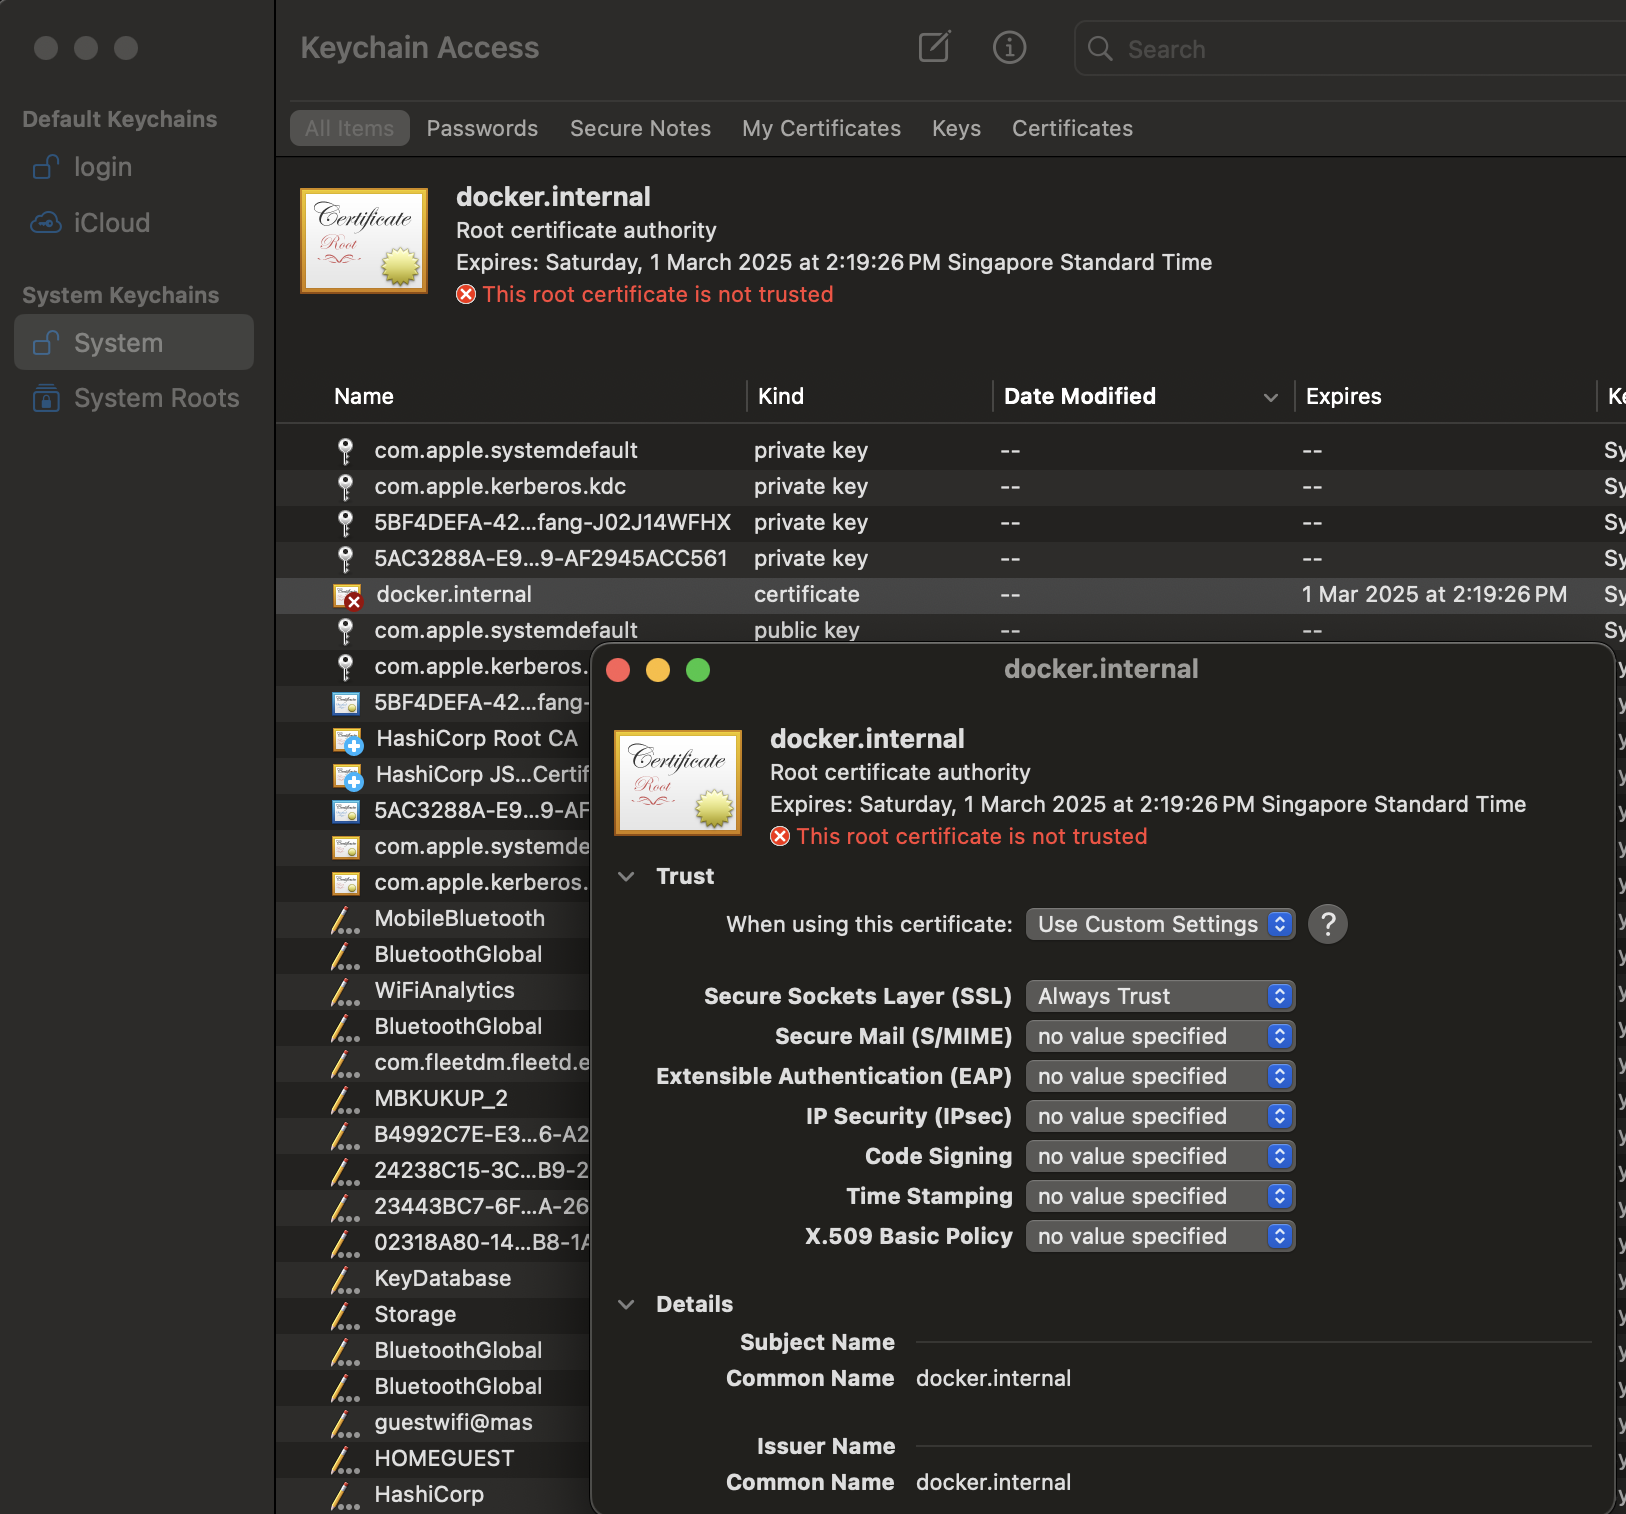 Keychain Access
Search
Default Keychains
login
iCloud
System Keychains
System
System Roots
All Items
Passwords
Secure Notes
My Certificates
Keys
Certificates
Certificate
Root
docker.internal
Root certificate authority
Expires: Saturday, 1 March 2025 at 2:19:26 PM Singapore Standard Time
This root certificate is not trusted
Name Kind Date Modified Expires Ke
com.apple.systemdefault private key -- -- Sy
com.apple.kerberos.kdc private key -- -- Sy
5BF4DEFA-42...fang-J02J14WFHX private key -- -- Sy
5AC3288A-E9...9-AF2945ACC561 private key -- -- Sy
docker.internal certificate -- 1 Mar 2025 at 2:19:26 PM Sy
com.apple.systemdefault public key -- -- Sy
com.apple.kerberos.
5BF4DEFA-42...fang-
HashiCorp Root CA
HashiCorp JS...Certif
5AC3288A-E9...9-AF
com.apple.systemde
com.apple.kerberos.
MobileBluetooth
BluetoothGlobal
WiFiAnalytics
BluetoothGlobal
com.fleetdm.fleetd.e
MBKUKUP_2
B4992C7E-E3...6-A2
24238C15-3C...B9-2
23443BC7-6F...A-26
02318A80-14...B8-1A
KeyDatabase
Storage
BluetoothGlobal
BluetoothGlobal
guestwifi@mas
HOMEGUEST
HashiCorp
docker.internal
Certificate
Root
docker.internal
Root certificate authority
Expires: Saturday, 1 March 2025 at 2:19:26 PM Singapore Standard Time
This root certificate is not trusted
Trust
When using this certificate: Use Custom Settings ?
Secure Sockets Layer (SSL) Always Trust
Secure Mail (S/MIME) no value specified
Extensible Authentication (EAP) no value specified
IP Security (IPsec) no value specified
Code Signing no value specified
Time Stamping no value specified
X.509 Basic Policy no value specified
Details
Subject Name
Common Name docker.internal
Issuer Name
Common Name docker.internal